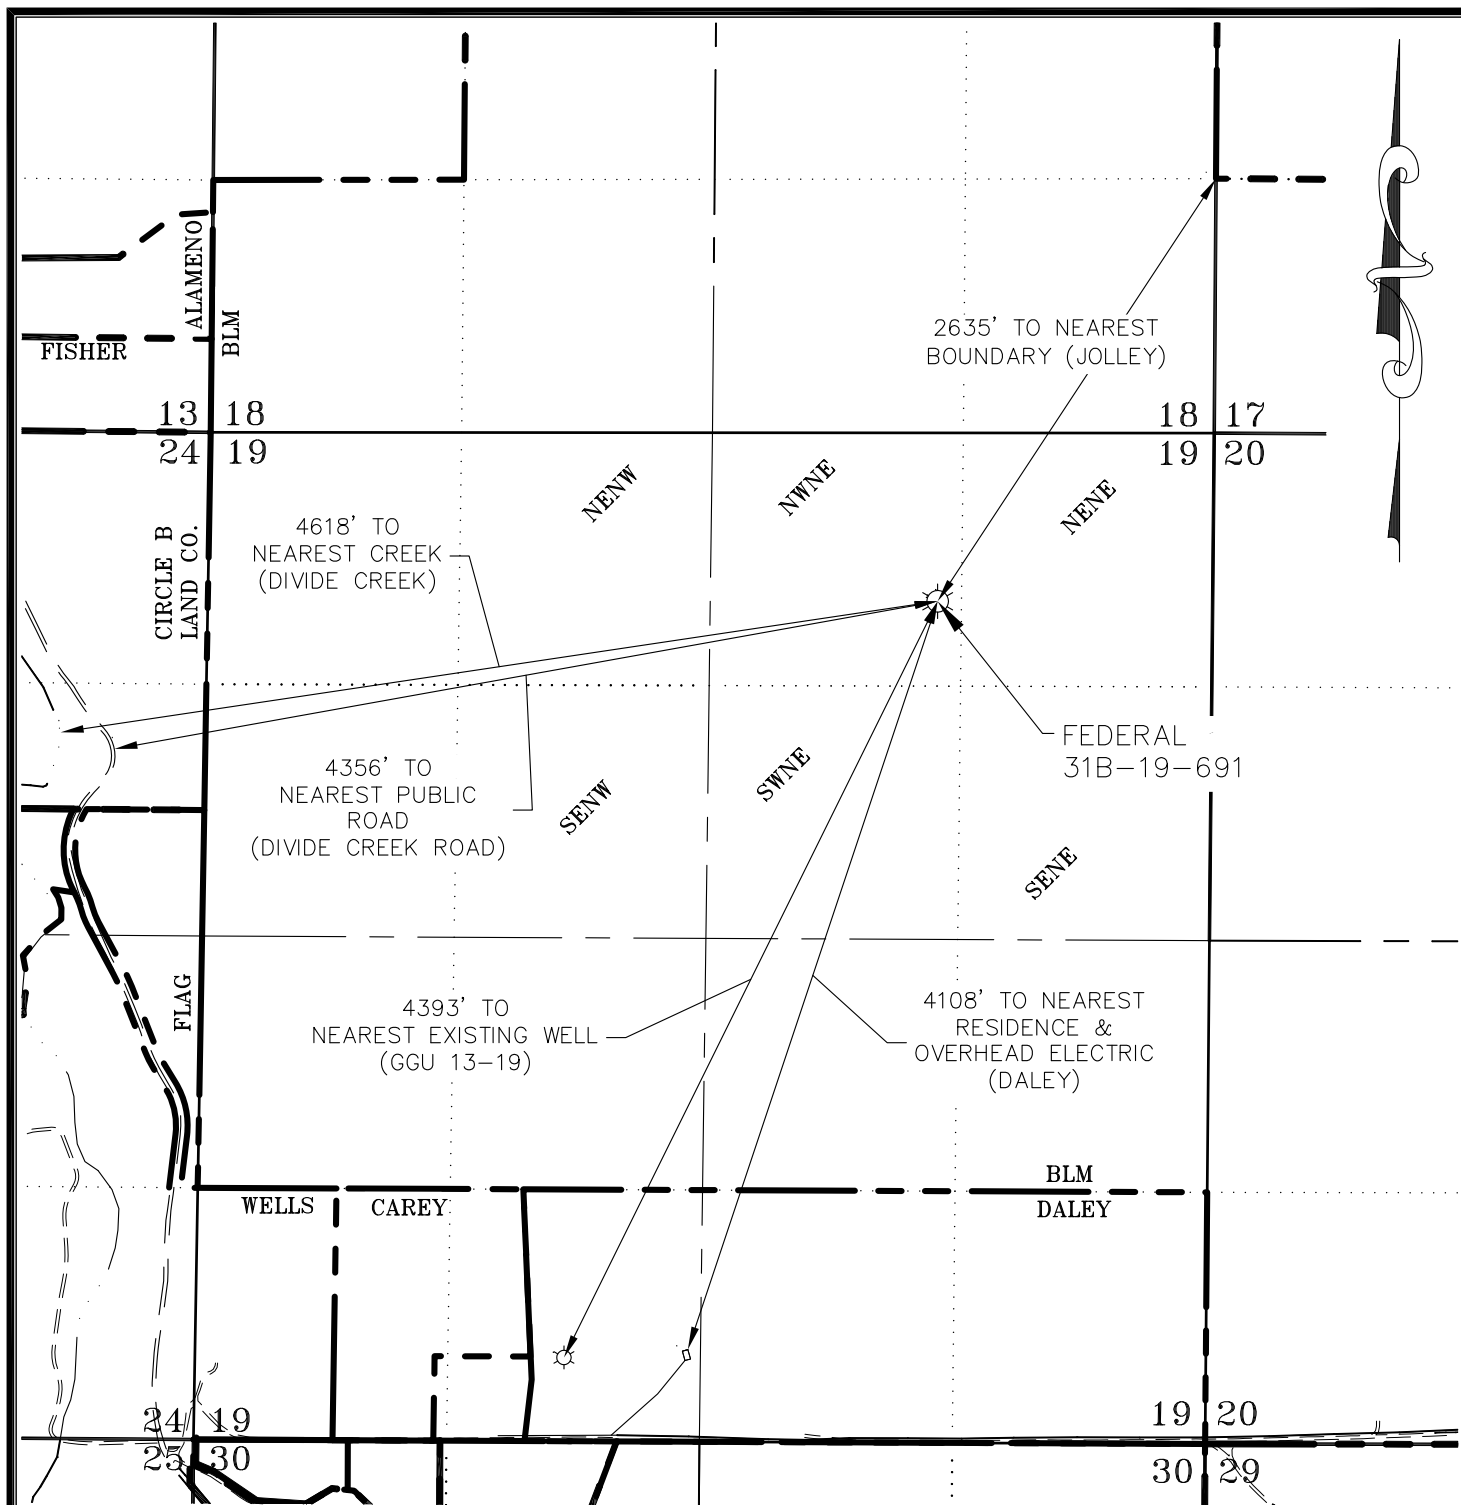 ALAMENO
BLM
FISHER
2635' TO NEAREST
BOUNDARY (JOLLEY)
13 18
24 19
18 17
19 20
NENW
NWNE
NENE
CIRCLE B
LAND CO.
4618' TO
NEAREST CREEK
(DIVIDE CREEK)
FEDERAL
31B-19-691
4356' TO
NEAREST PUBLIC
ROAD
(DIVIDE CREEK ROAD)
SENW
SWNE
SENE
FLAG
4393' TO
NEAREST EXISTING WELL
(GGU 13-19)
4108' TO NEAREST
RESIDENCE &
OVERHEAD ELECTRIC
(DALEY)
BLM
WELLS
CAREY
DALEY
24 19
25 30
19 20
30 29